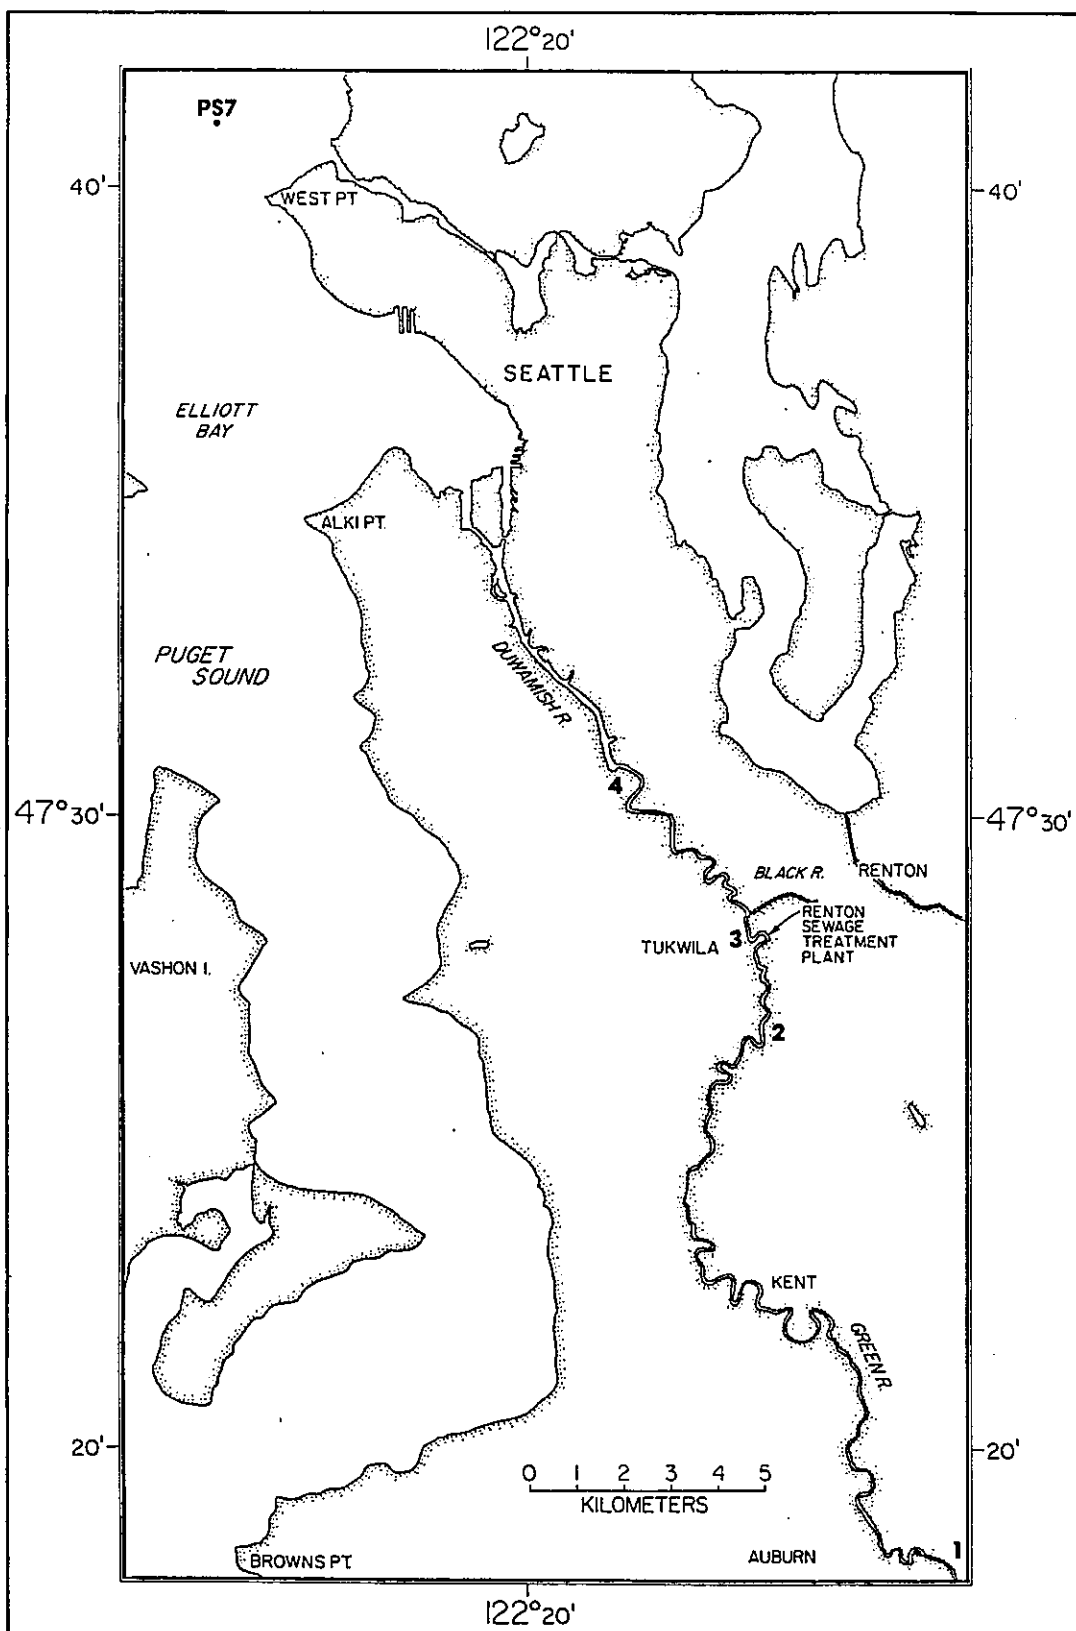 122°20'
PS7
40'
40'
WEST PT
SEATTLE
ELLIOTT
BAY
ALKI PT.
PUGET
SOUND
DUWAMISH R.
4
47°30'
47°30'
BLACK R.
RENTON
RENTON
SEWAGE
TREATMENT
PLANT
3
TUKWILA
VASHON I.
2
KENT
GREEN R.
20'
20'
0 1 2 3 4 5
KILOMETERS
BROWNS PT.
AUBURN
1
122°20'